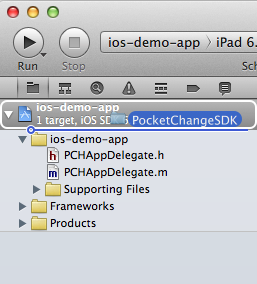 ios-demo-app
iPad 6.
Run
Stop
Sch
ios-demo-app
1 target, iOS SD
PocketChangeSDK
ios-demo-app
h PCHAppDelegate.h
m PCHAppDelegate.m
Supporting Files
Frameworks
Products